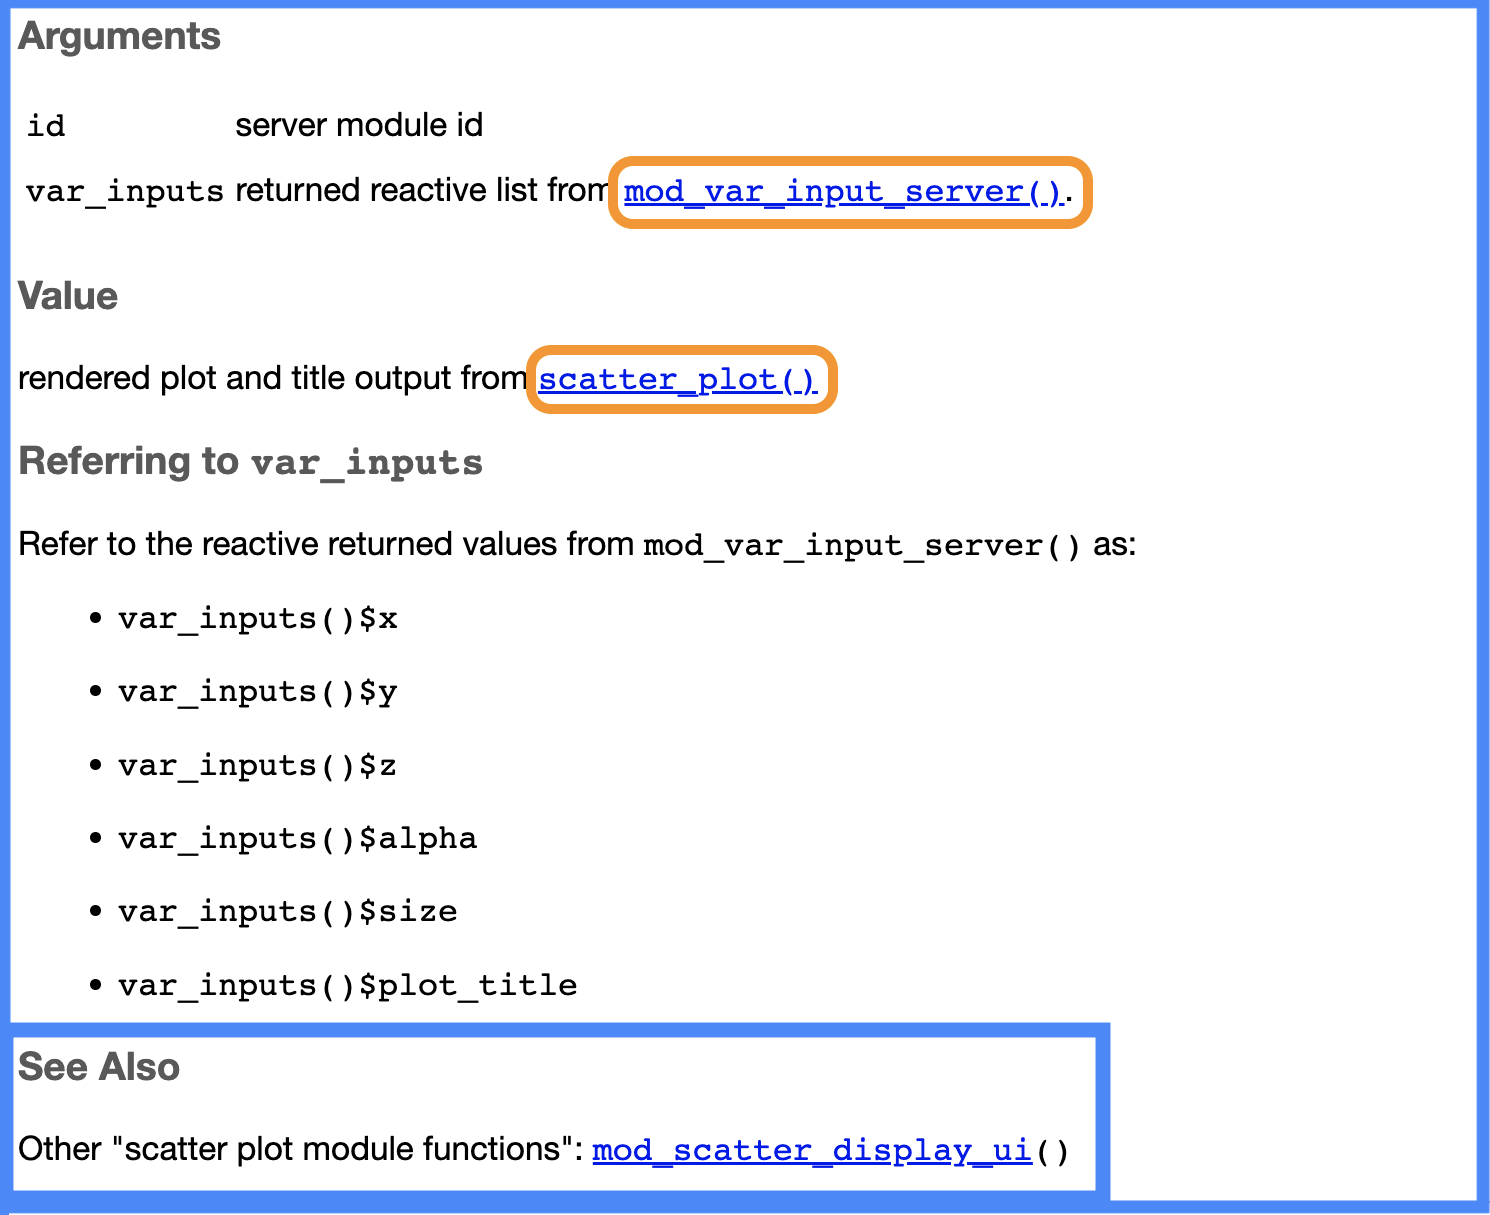 Arguments
id server module id
var_inputs returned reactive list from mod_var_input_server().
Value
rendered plot and title output from scatter_plot()
Referring to var_inputs
Refer to the reactive returned values from mod_var_input_server() as:
• var_inputs()$x
• var_inputs()$y
• var_inputs()$z
• var_inputs()$alpha
• var_inputs()$size
• var_inputs()$plot_title
See Also
Other "scatter plot module functions": mod_scatter_display_ui()